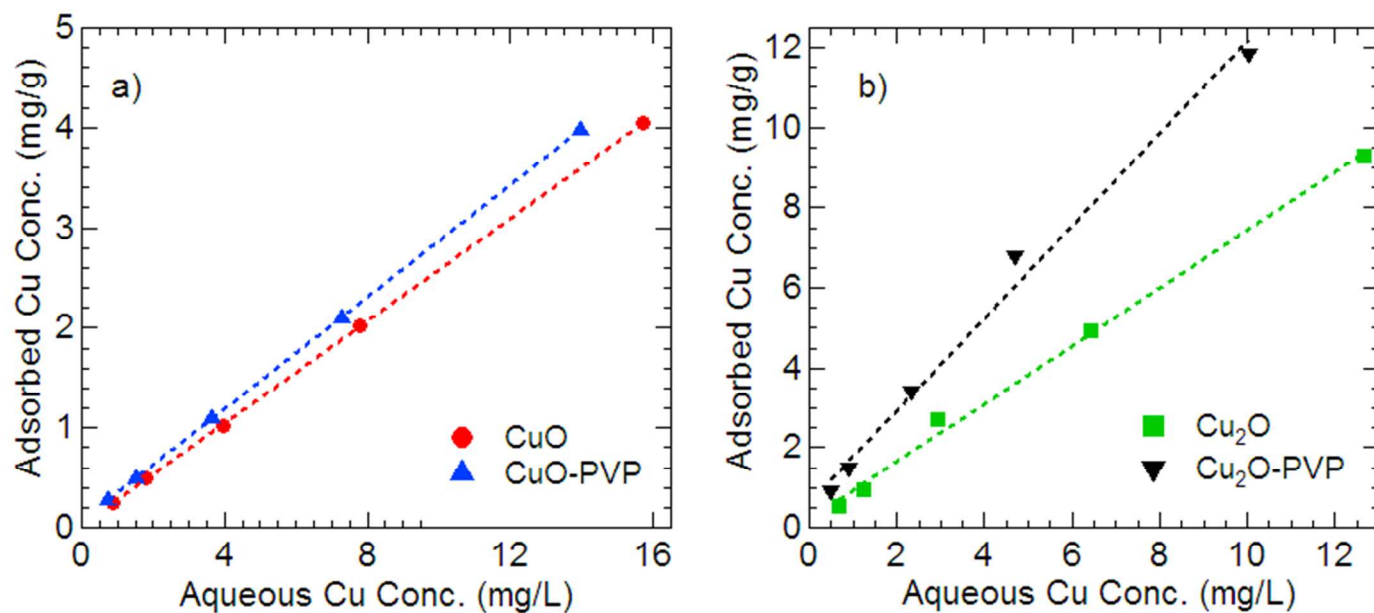 5
4
3
2
1
0
Adsorbed Cu Conc. (mg/g)
a)
CuO
CuO-PVP
0 4 8 12 16
Aqueous Cu Conc. (mg/L)
12
10
8
6
4
2
0
Adsorbed Cu Conc. (mg/g)
b)
Cu₂O
Cu₂O-PVP
0 2 4 6 8 10 12
Aqueous Cu Conc. (mg/L)